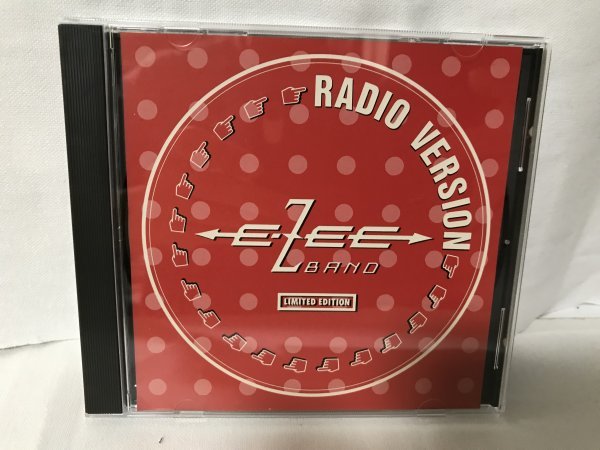 RADIO VERSION
E•ZEE
BAND
LIMITED EDITION